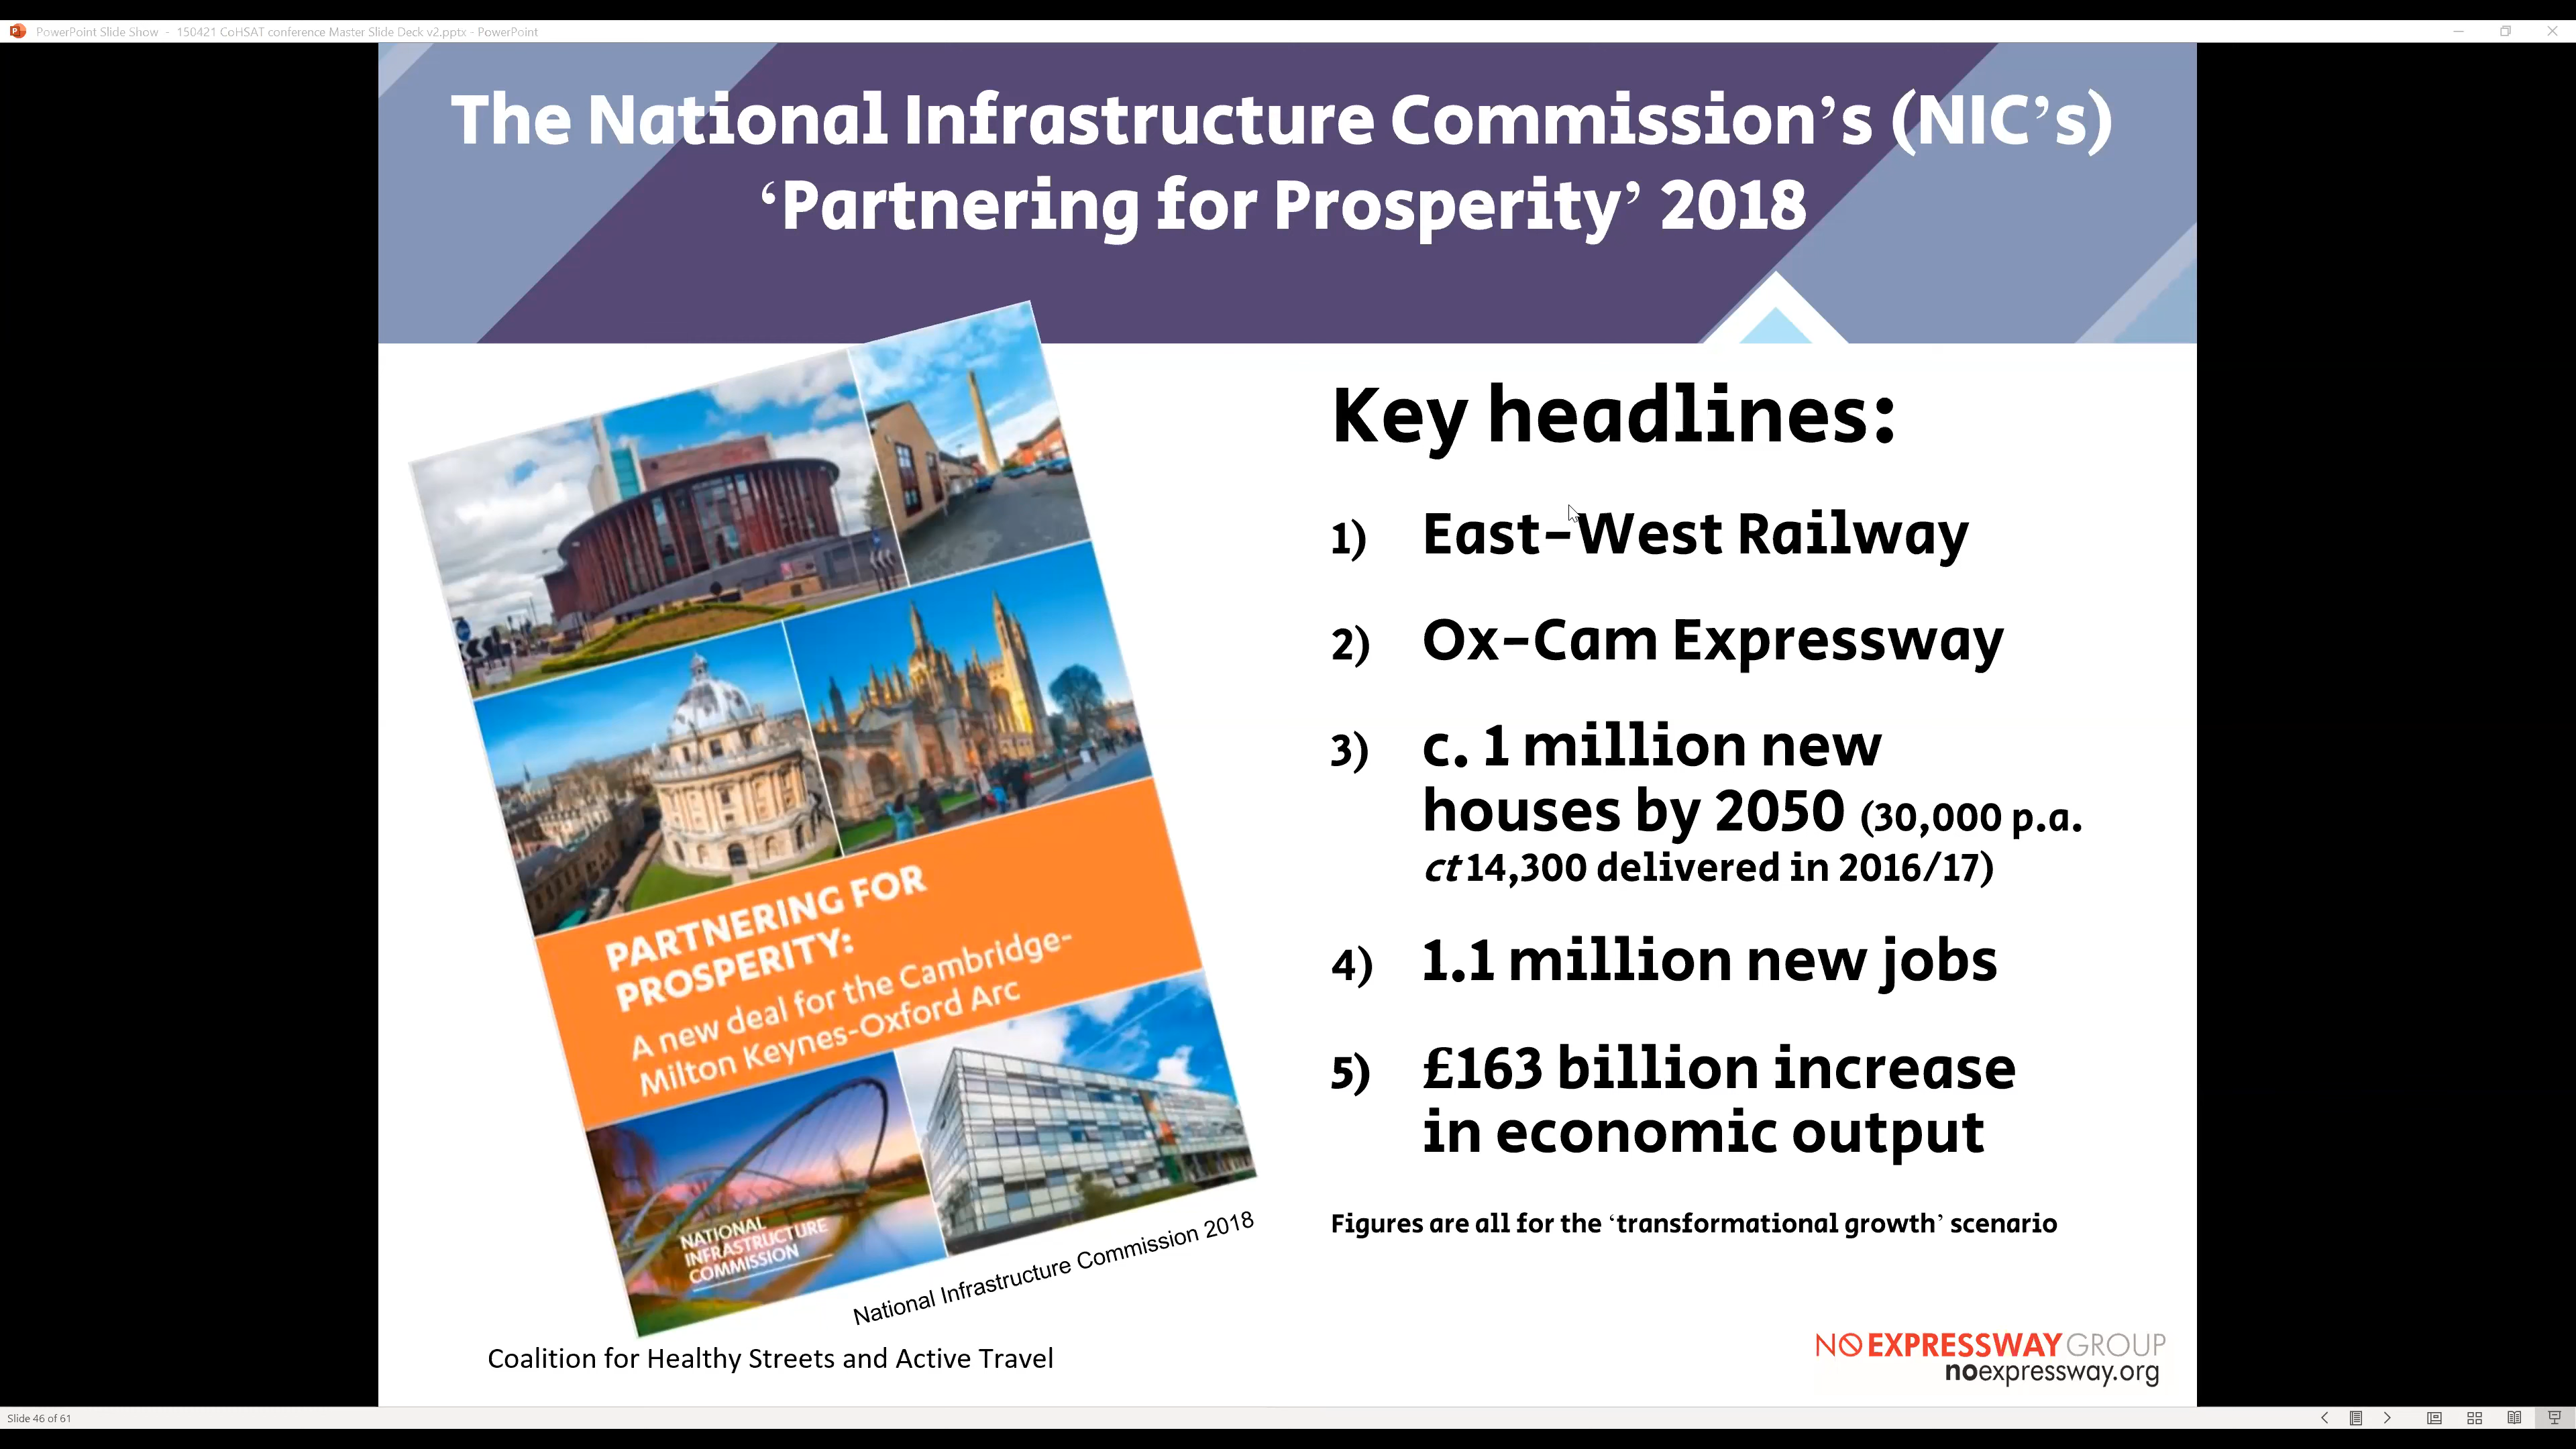 PowerPoint Slide Show - 150421 CoHSAT conference Master Slide Deck v2.pptx - PowerPoint
The National Infrastructure Commission’s (NIC’s)
‘Partnering for Prosperity’ 2018
PARTNERING FOR
PROSPERITY:
A new deal for the Cambridge-
Milton Keynes-Oxford Arc
NATIONAL
INFRASTRUCTURE
COMMISSION
National Infrastructure Commission 2018
Key headlines:
1) East-West Railway
2) Ox-Cam Expressway
3) c. 1 million new
houses by 2050 (30,000 p.a.
ct 14,300 delivered in 2016/17)
4) 1.1 million new jobs
5) £163 billion increase
in economic output
Figures are all for the ‘transformational growth’ scenario
Coalition for Healthy Streets and Active Travel
NO EXPRESSWAY GROUP
noexpressway.org
Slide 46 of 61